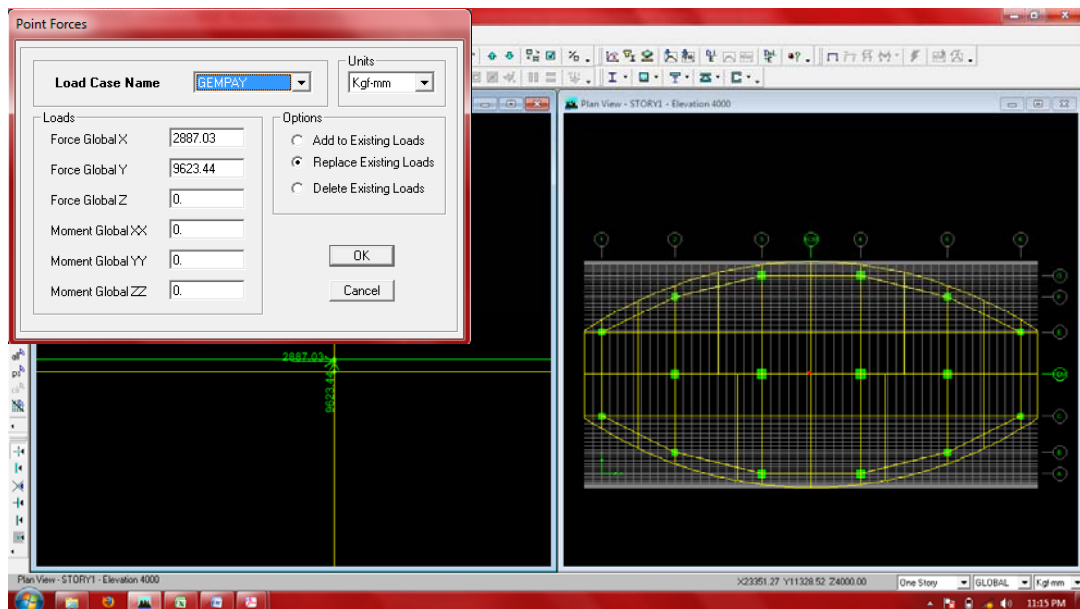 Point Forces
Load Case Name
GEMPAY
Units
Kgf-mm
Loads
Force Global X
2887.03
Force Global Y
9623.44
Force Global Z
0.
Moment Global XX
0.
Moment Global YY
0.
Moment Global ZZ
0.
Options
Add to Existing Loads
Replace Existing Loads
Delete Existing Loads
OK
Cancel
Plan View - STORY1 - Elevation 4000
2887.03
9623.44
Plan View - STORY1 - Elevation 4000
X23351.27 Y11328.52 Z4000.00
One Story
GLOBAL
Kgf-mm
11:15 PM